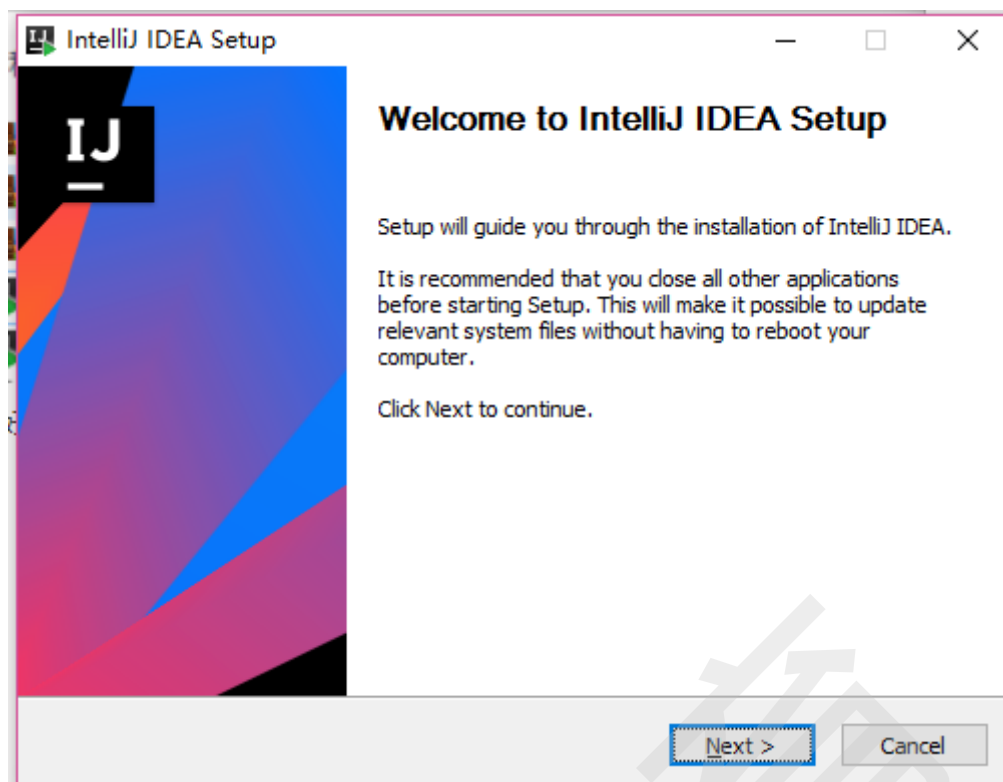 IntelliJ IDEA Setup
IJ
Welcome to IntelliJ IDEA Setup
Setup will guide you through the installation of IntelliJ IDEA.
It is recommended that you close all other applications
before starting Setup. This will make it possible to update
relevant system files without having to reboot your
computer.
Click Next to continue.
Next >
Cancel